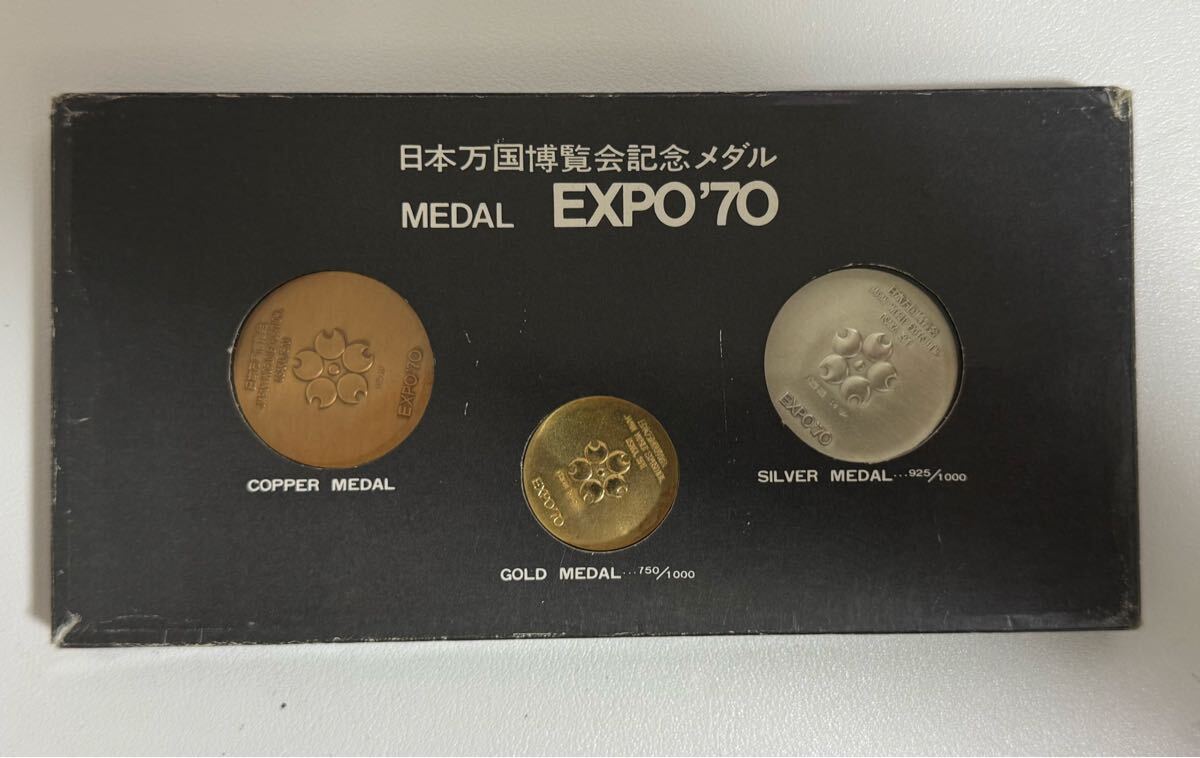 日本万国博覧会記念メダル
MEDAL EXPO'70
EXPO'70
EXPO'70
COPPER MEDAL
SILVER MEDAL...925/1000
EXPO'70
GOLD MEDAL...750/1000